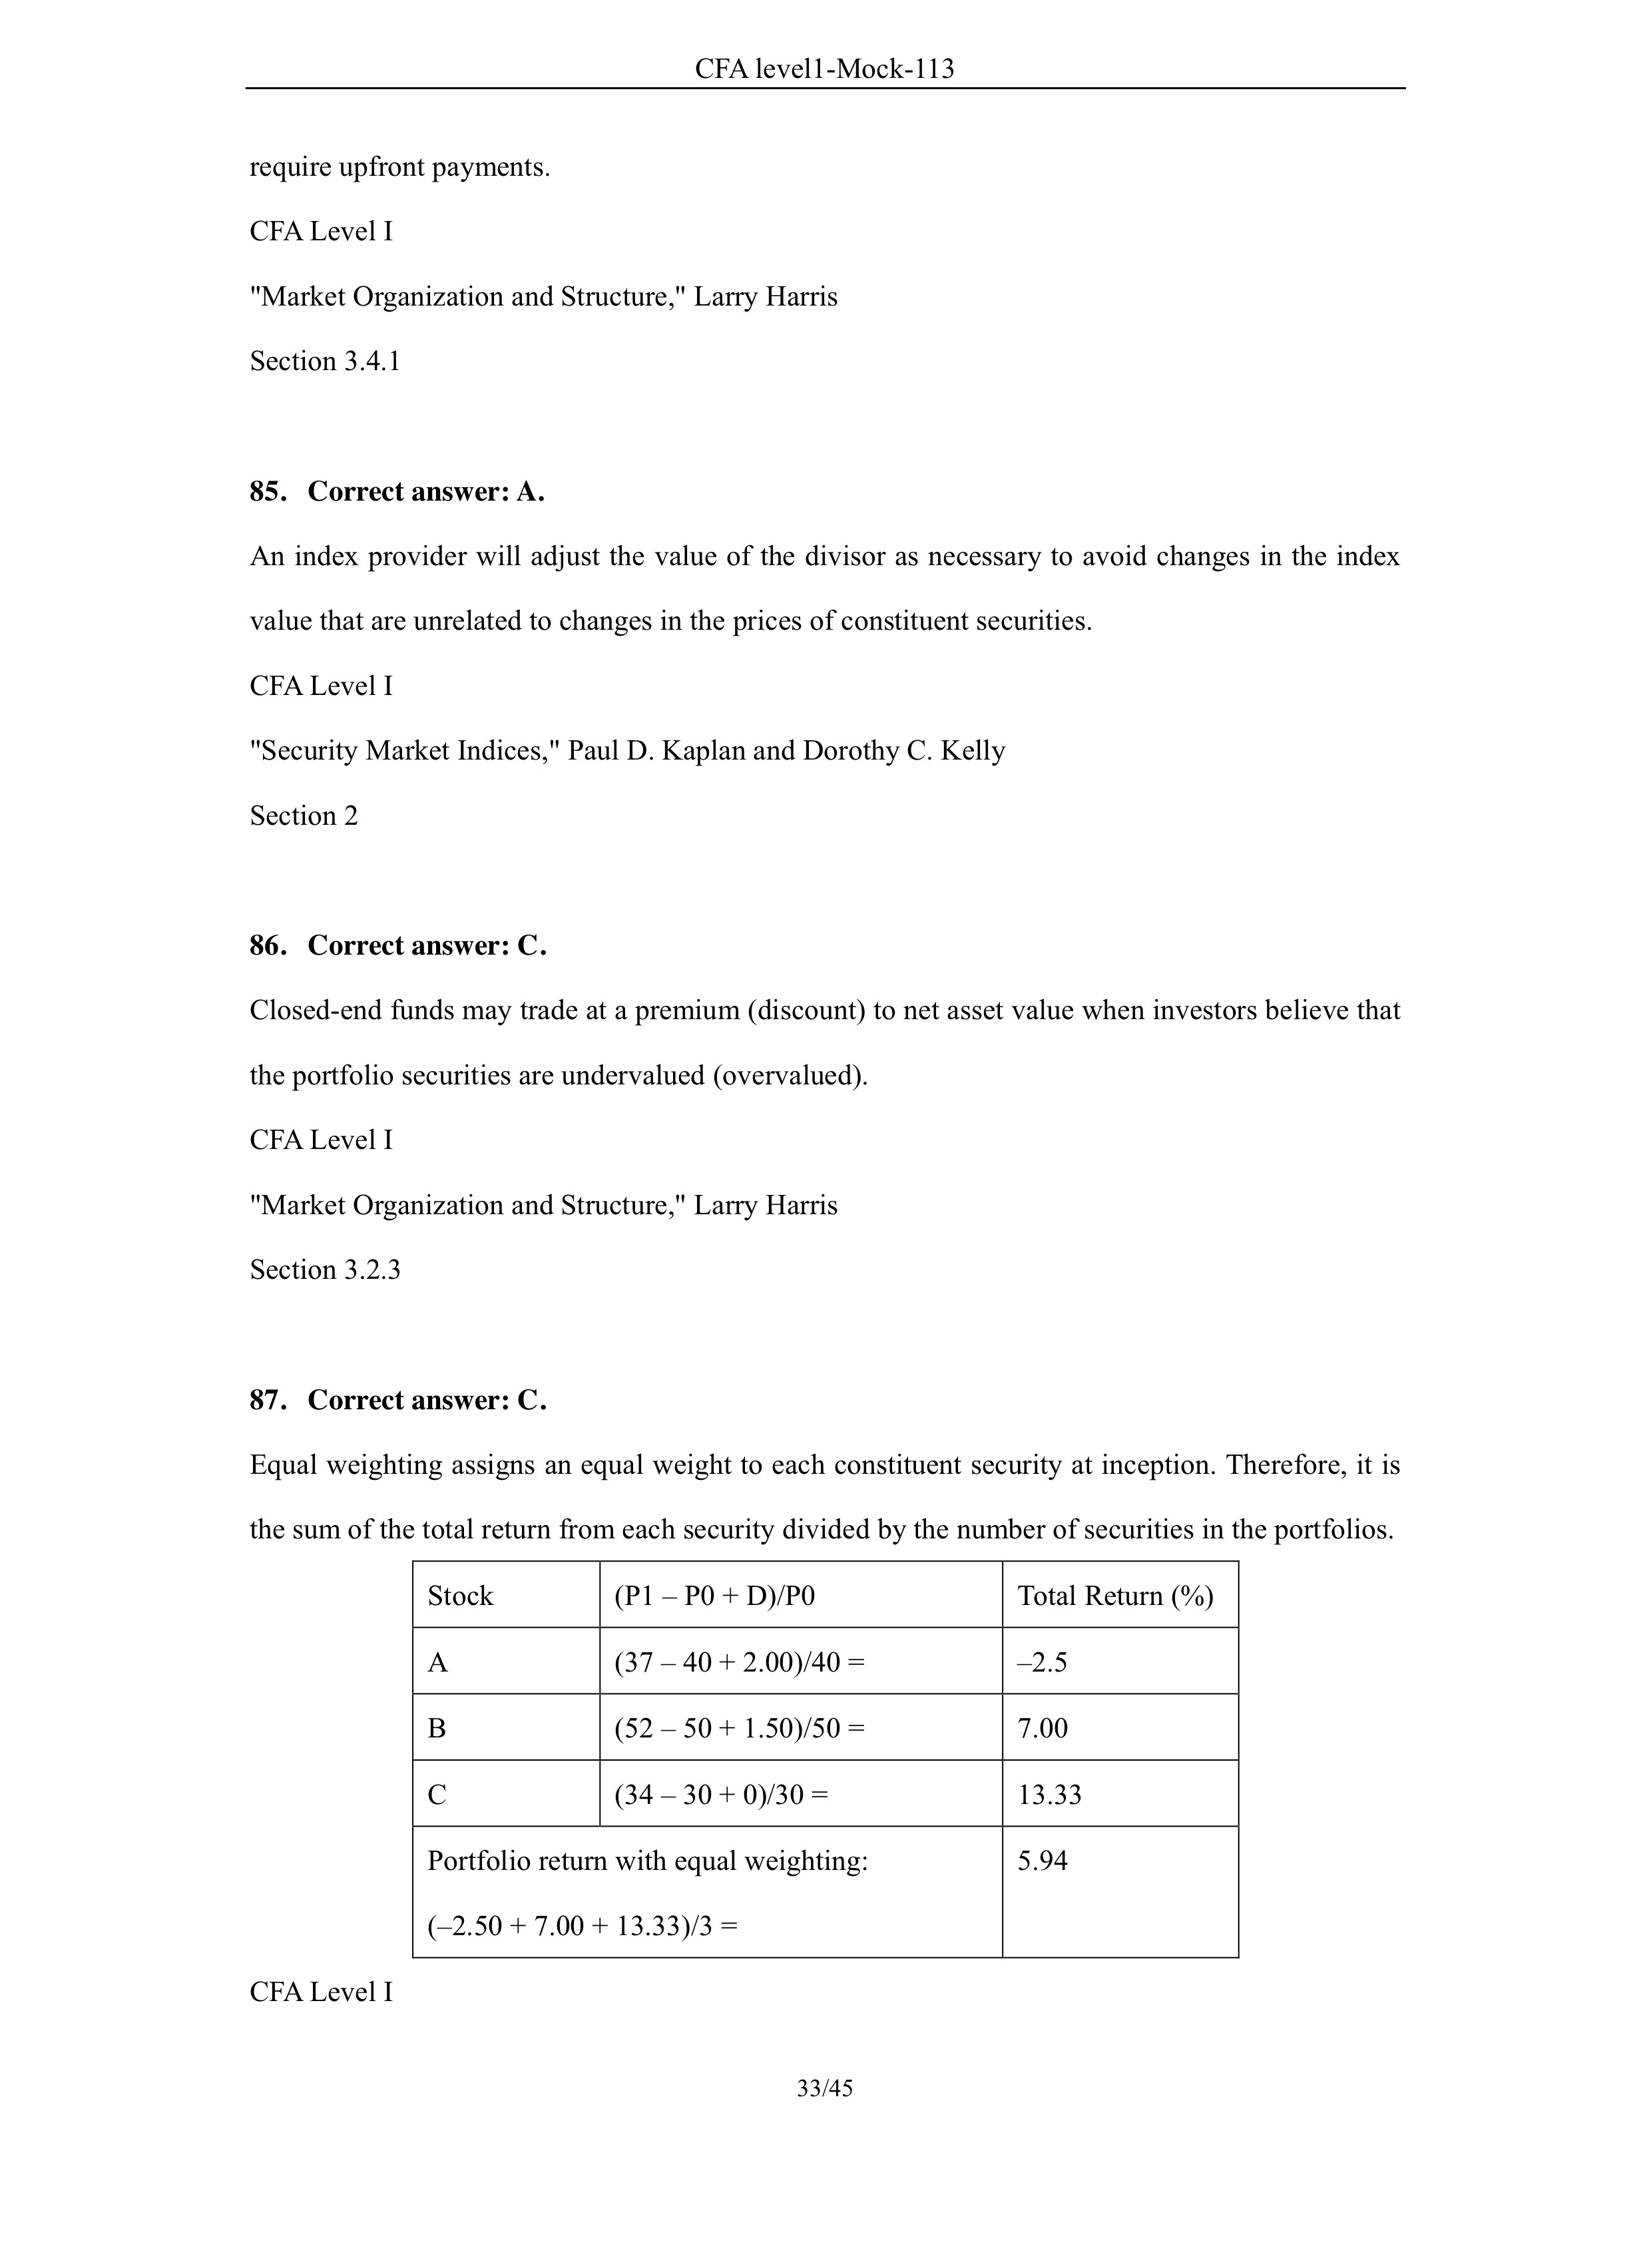 CFA level1-Mock-113
require upfront payments.
CFA Level I
"Market Organization and Structure," Larry Harris
Section 3.4.1
85. Correct answer: A.
An index provider will adjust the value of the divisor as necessary to avoid changes in the index
value that are unrelated to changes in the prices of constituent securities.
CFA Level I
"Security Market Indices," Paul D. Kaplan and Dorothy C. Kelly
Section 2
86. Correct answer: C.
Closed-end funds may trade at a premium (discount) to net asset value when investors believe that
the portfolio securities are undervalued (overvalued).
CFA Level I
"Market Organization and Structure," Larry Harris
Section 3.2.3
87. Correct answer: C.
Equal weighting assigns an equal weight to each constituent security at inception. Therefore, it is
the sum of the total return from each security divided by the number of securities in the portfolios.
Stock (P1 – P0 + D)/P0 Total Return (%)
A (37 – 40 + 2.00)/40 = –2.5
B (52 – 50 + 1.50)/50 = 7.00
C (34 – 30 + 0)/30 = 13.33
Portfolio return with equal weighting: 5.94
(–2.50 + 7.00 + 13.33)/3 =
CFA Level I
33/45